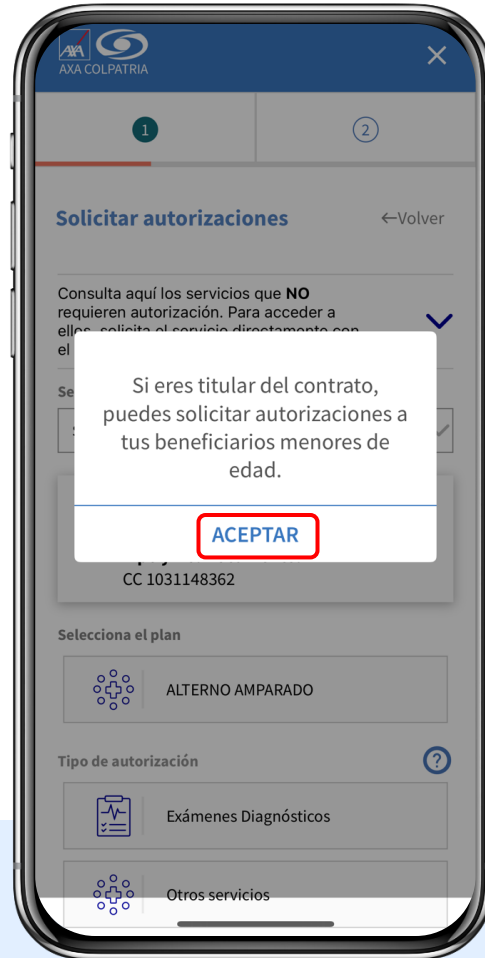 AXA
AXA COLPATRIA
1
2
Solicitar autorizaciones
←Volver
Consulta aquí los servicios que NO
requieren autorización. Para acceder a
ellos, solicita el servicio directamente con
el
Se
Si eres titular del contrato,
puedes solicitar autorizaciones a
tus beneficiarios menores de
edad.
ACEPTAR
CC 1031148362
Selecciona el plan
ALTERNO AMPARADO
Tipo de autorización
?
Exámenes Diagnósticos
Otros servicios